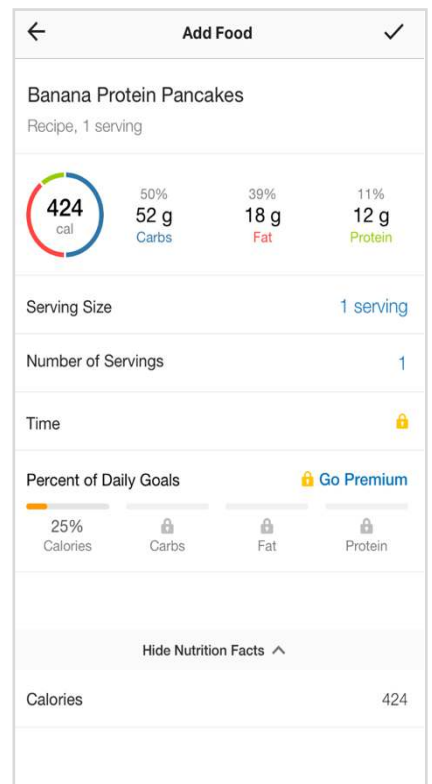 Add Food
Banana Protein Pancakes
Recipe, 1 serving
424
cal
50%
52 g
Carbs
39%
18 g
Fat
11%
12 g
Protein
Serving Size 1 serving
Number of Servings 1
Time
Percent of Daily Goals Go Premium
25%
Calories Carbs Fat Protein
Hide Nutrition Facts
Calories 424